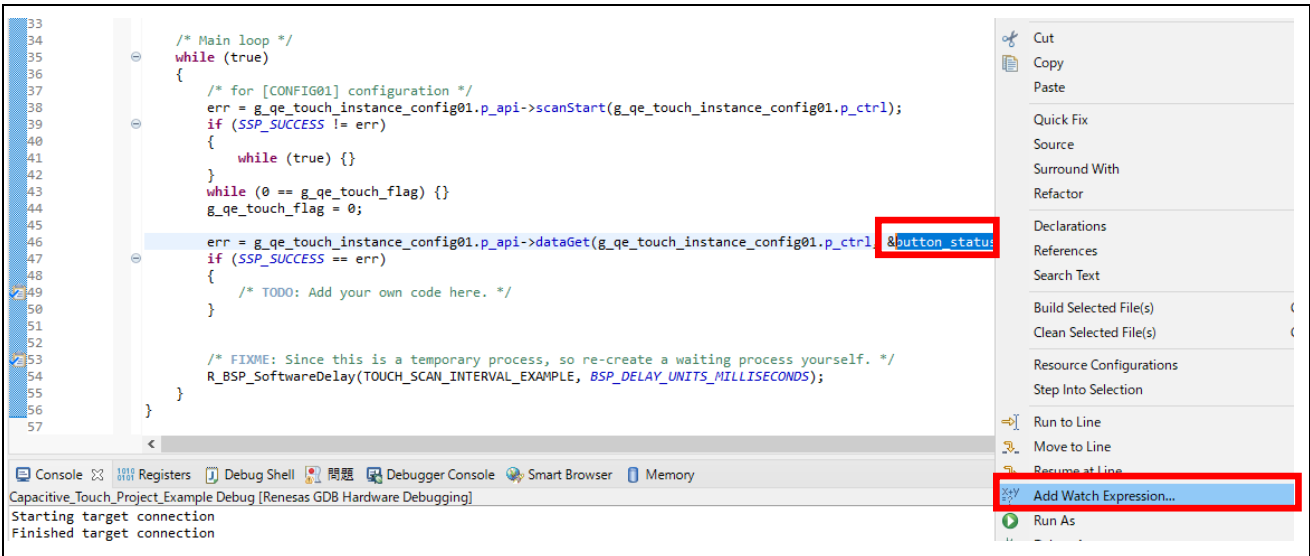 33
34 /* Main loop */
35 while (true)
36 {
37 /* for [CONFIG01] configuration */
38 err = g_qe_touch_instance_config01.p_api->scanStart(g_qe_touch_instance_config01.p_ctrl);
39 if (SSP_SUCCESS != err)
40 {
41 while (true) {}
42 }
43 while (0 == g_qe_touch_flag) {}
44 g_qe_touch_flag = 0;
45
46 err = g_qe_touch_instance_config01.p_api->dataGet(g_qe_touch_instance_config01.p_ctrl, &button_status
47 if (SSP_SUCCESS == err)
48 {
49 /* TODO: Add your own code here. */
50 }
51
52
53 /* FIXME: Since this is a temporary process, so re-create a waiting process yourself. */
54 R_BSP_SoftwareDelay(TOUCH_SCAN_INTERVAL_EXAMPLE, BSP_DELAY_UNITS_MILLISECONDS);
55 }
56 }
57
Cut
Copy
Paste
Quick Fix
Source
Surround With
Refactor
Declarations
References
Search Text
Build Selected File(s)
Clean Selected File(s)
Resource Configurations
Step Into Selection
Run to Line
Move to Line
Resume at Line
Add Watch Expression...
Run As
Console Registers Debug Shell 問題 Debugger Console Smart Browser Memory
Capacitive_Touch_Project_Example Debug [Renesas GDB Hardware Debugging]
Starting target connection
Finished target connection